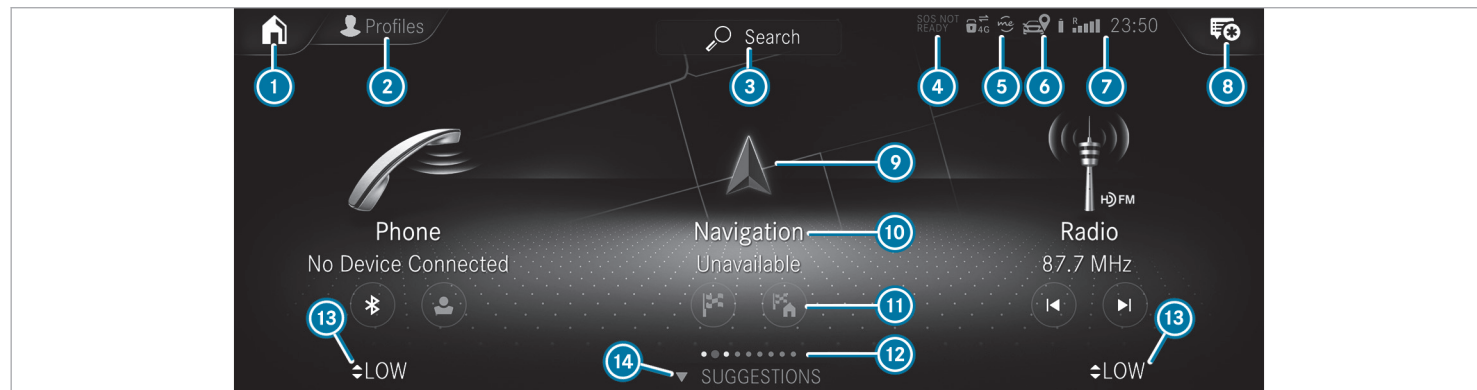 Profiles
Search
SOS NOT
READY
4G
me
R
23:50
1
2
3
4
5
6
7
8
9
HD FM
Phone
Navigation
10
Radio
No Device Connected
Unavailable
87.7 MHz
11
13
13
12
14
LOW
SUGGESTIONS
LOW